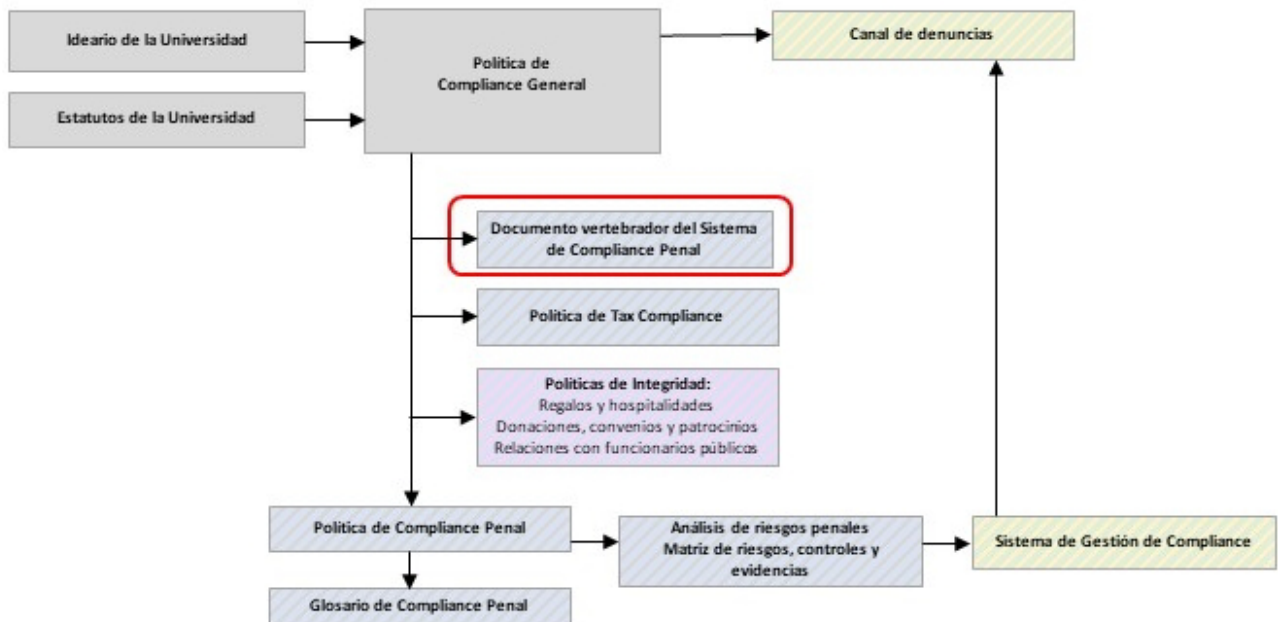 Ideario de la Universidad
Estatutos de la Universidad
Política de
Compliance General
Canal de denuncias
Documento vertebrador del Sistema
de Compliance Penal
Política de Tax Compliance
Políticas de Integridad:
Regalos y hospitalidades
Donaciones, convenios y patrocinios
Relaciones con funcionarios públicos
Política de Compliance Penal
Análisis de riesgos penales
Matriz de riesgos, controles y
evidencias
Sistema de Gestión de Compliance
Glosario de Compliance Penal